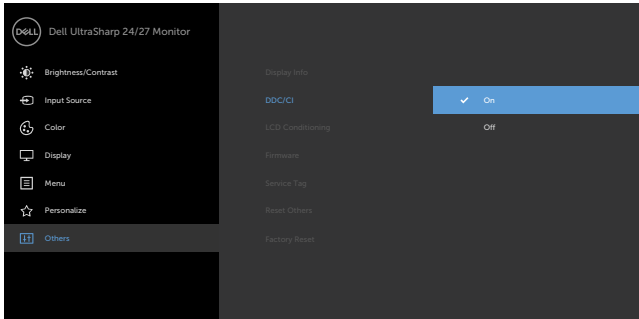 DELL Dell UltraSharp 24/27 Monitor
Brightness/Contrast
Input Source
Color
Display
Menu
Personalize
Others
Display Info
DDC/CI
LCD Conditioning
Firmware
Service Tag
Reset Others
Factory Reset
On
Off